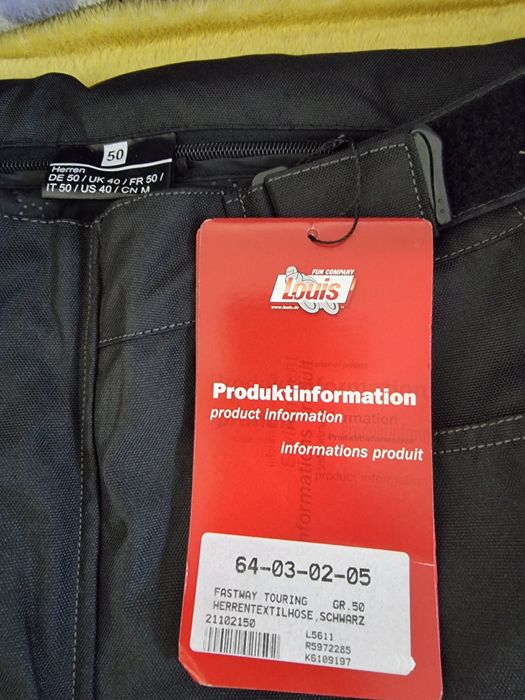 50
Herren
DE 50 / UK 40 / FR 50 /
IT 50 / US 40 / CN M
FUN COMPANY
Louis
www.louis.de
Produktinformation
product information
informations produit
64-03-02-05
FASTWAY TOURING GR.50
HERRENTEXTILHOSE,SCHWARZ
21102150
L5611
R5972285
K6109197